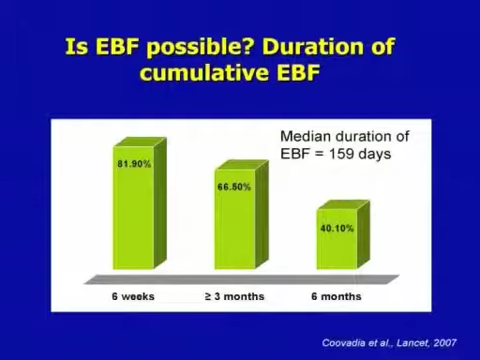 Is EBF possible? Duration of
cumulative EBF
Median duration of
EBF = 159 days
81.90%
66.50%
40.10%
6 weeks
≥ 3 months
6 months
Coovadia et al., Lancet, 2007